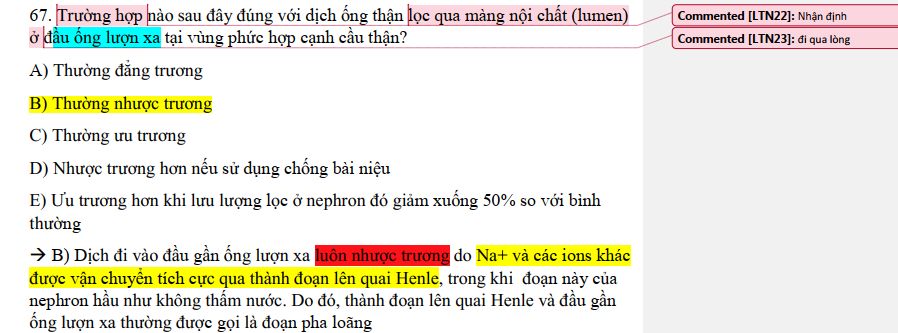 67. Trường hợp nào sau đây đúng với dịch ống thận lọc qua màng nội chất (lumen)
ở đầu ống lượn xa tại vùng phức hợp cạnh cầu thận?
Commented [LTN22]: Nhận định
Commented [LTN23]: đi qua lòng
A) Thường đẳng trương
B) Thường nhược trương
C) Thường ưu trương
D) Nhược trương hơn nếu sử dụng chống bài niệu
E) Ưu trương hơn khi lưu lượng lọc ở nephron đó giảm xuống 50% so với bình
thường
→ B) Dịch đi vào đầu gần ống lượn xa luôn nhược trương do Na+ và các ions khác
được vận chuyển tích cực qua thành đoạn lên quai Henle, trong khi đoạn này của
nephron hầu như không thấm nước. Do đó, thành đoạn lên quai Henle và đầu gần
ống lượn xa thường được gọi là đoạn pha loãng